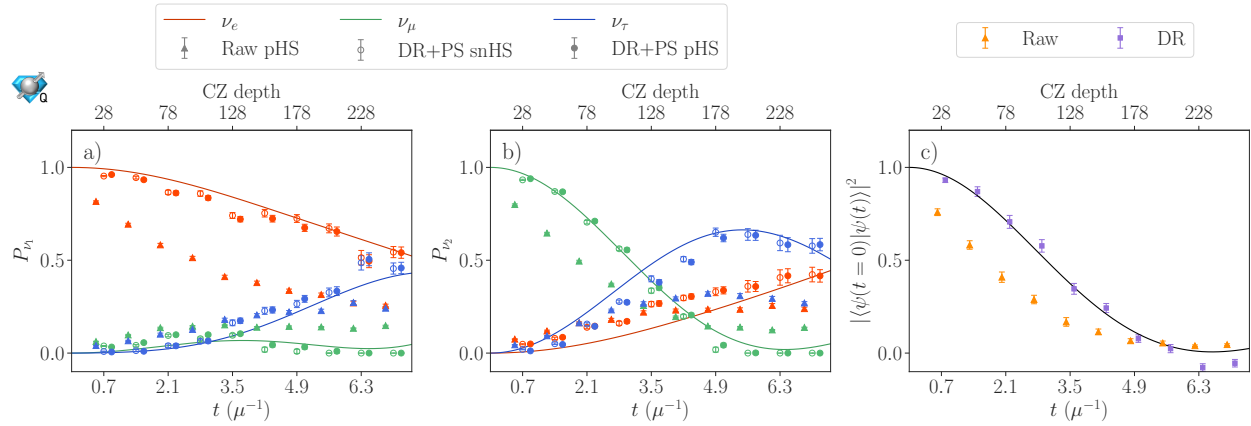 ν_e ν_μ ν_τ
Raw pHS DR+PS snHS DR+PS pHS
Raw DR
Q
CZ depth
28 78 128 178 228
a)
1.0
0.5
0.0
P_{ν_1}
0.7 2.1 3.5 4.9 6.3
t (μ^{-1})
CZ depth
28 78 128 178 228
b)
1.0
0.5
0.0
P_{ν_2}
0.7 2.1 3.5 4.9 6.3
t (μ^{-1})
CZ depth
28 78 128 178 228
c)
1.0
0.5
0.0
|⟨ψ(t = 0)|ψ(t)⟩|^2
0.7 2.1 3.5 4.9 6.3
t (μ^{-1})